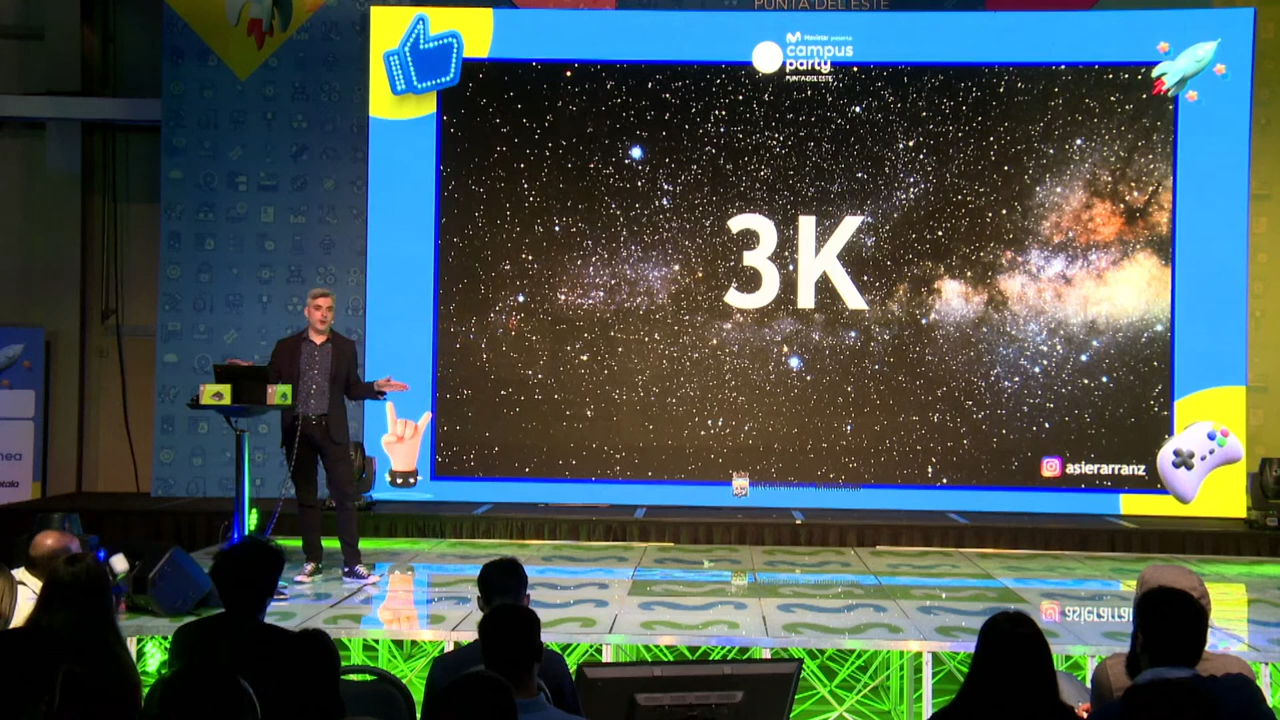 PUNTA DEL ESTE
Movistar presenta
campus
party
PUNTA DEL ESTE
3K
asierarranz